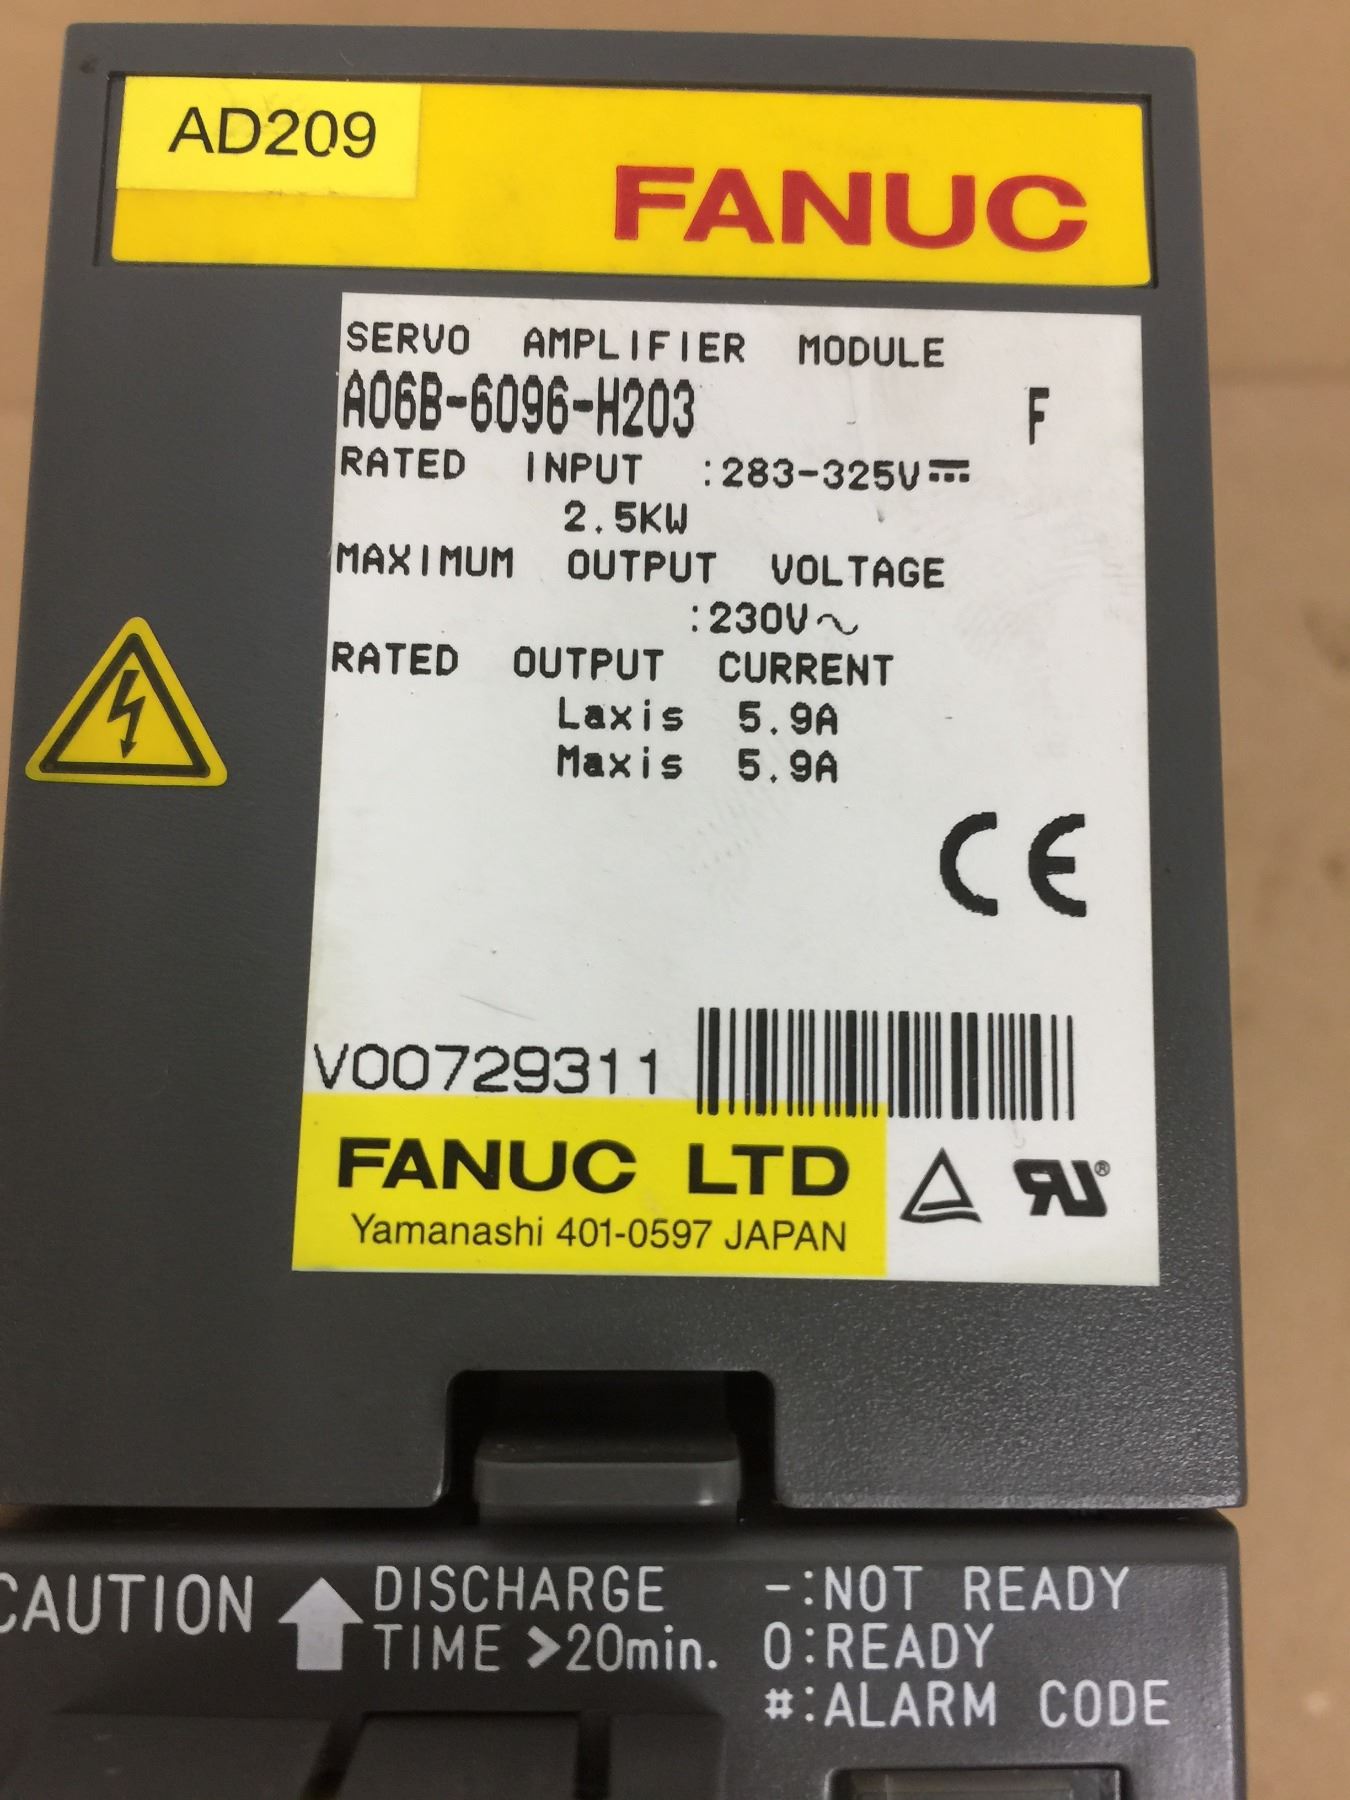 AD209
FANUC
SERVO AMPLIFIER MODULE
A06B-6096-H203 F
RATED INPUT :283-325V⎓
2.5KW
MAXIMUM OUTPUT VOLTAGE
:230V~
RATED OUTPUT CURRENT
Laxis 5.9A
Maxis 5.9A
CE
V00729311
FANUC LTD
Yamanashi 401-0597 JAPAN
RU®
CAUTION DISCHARGE TIME >20min.
-:NOT READY
0:READY
#:ALARM CODE